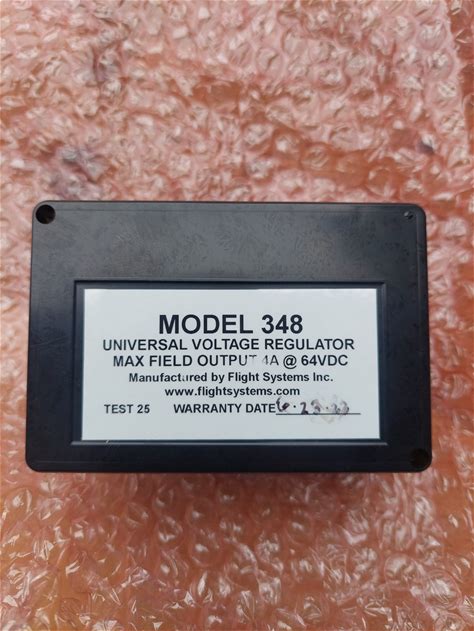 MODEL 348
UNIVERSAL VOLTAGE REGULATOR
MAX FIELD OUTPUT 4A @ 64VDC
Manufactured by Flight Systems Inc.
www.flightsystems.com
TEST 25 WARRANTY DATE